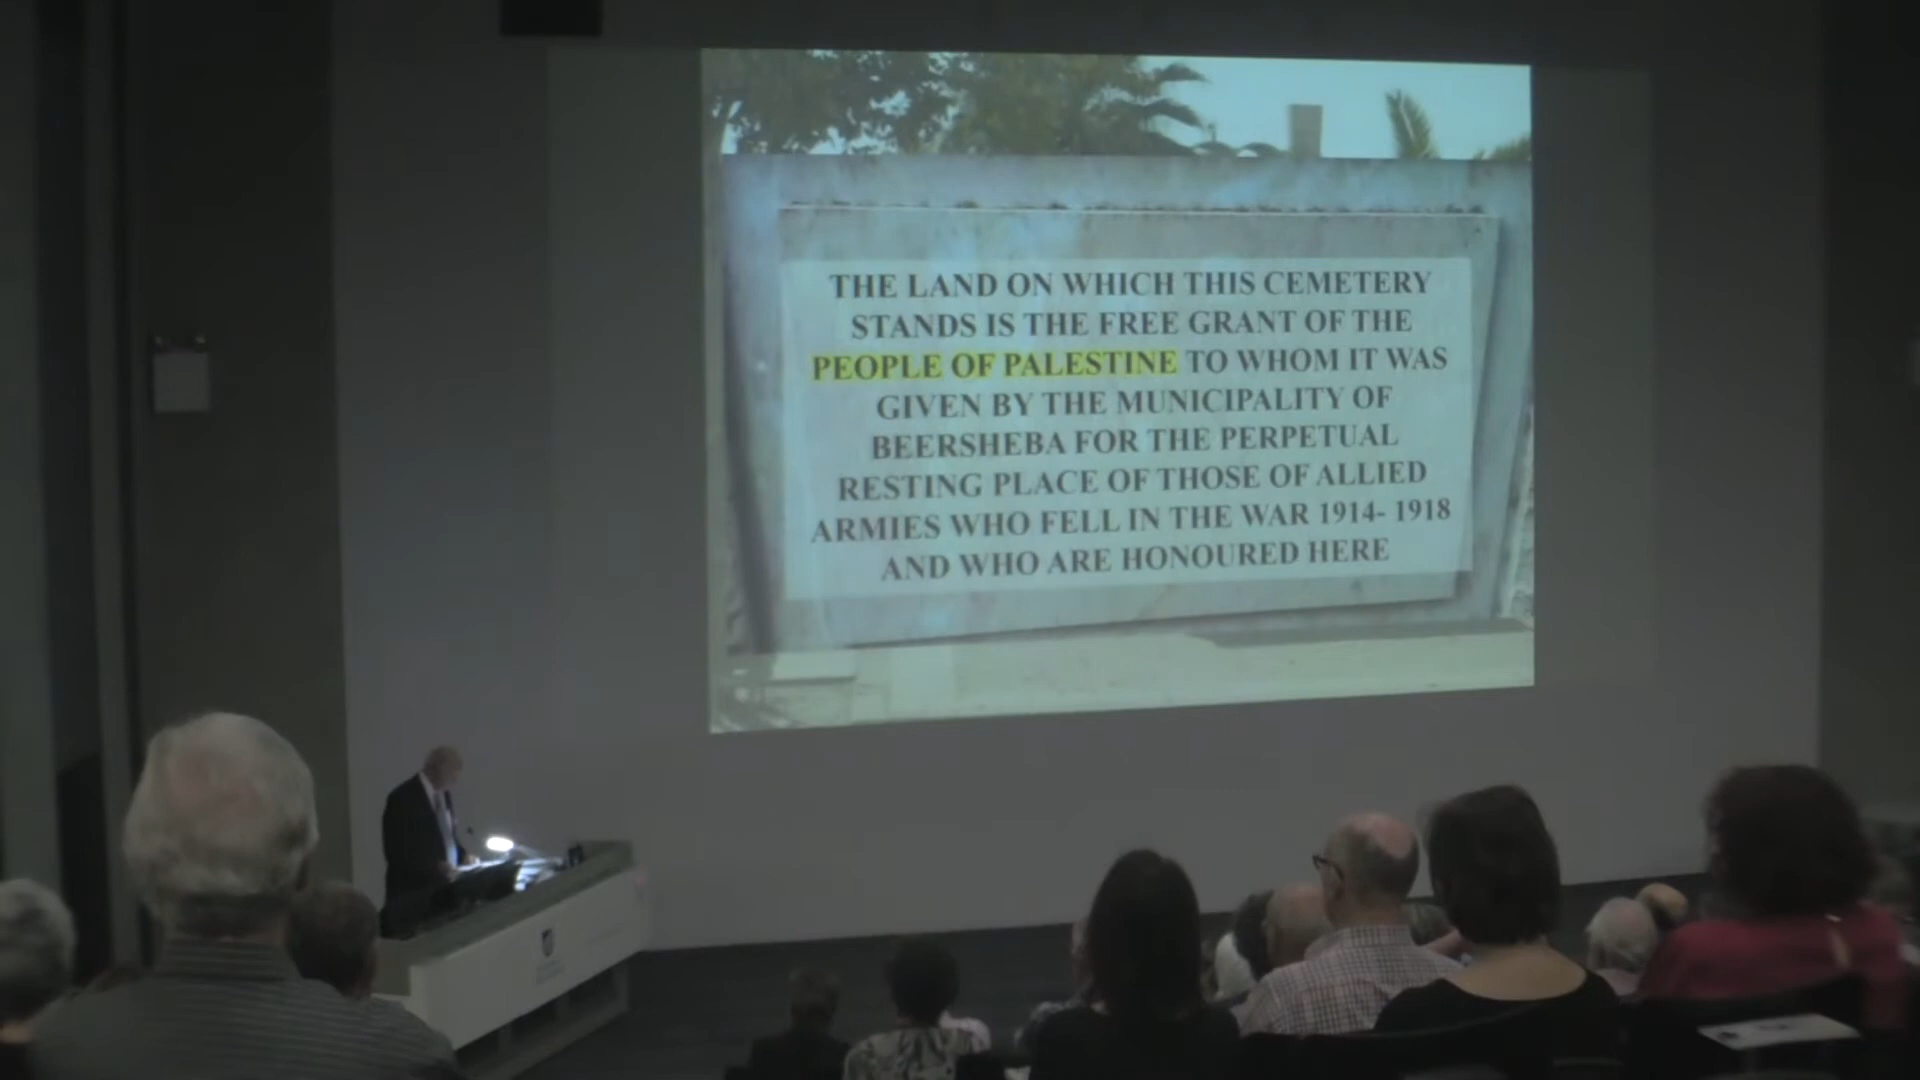 THE LAND ON WHICH THIS CEMETERY
STANDS IS THE FREE GRANT OF THE
PEOPLE OF PALESTINE TO WHOM IT WAS
GIVEN BY THE MUNICIPALITY OF
BEERSHEBA FOR THE PERPETUAL
RESTING PLACE OF THOSE OF ALLIED
ARMIES WHO FELL IN THE WAR 1914- 1918
AND WHO ARE HONOURED HERE